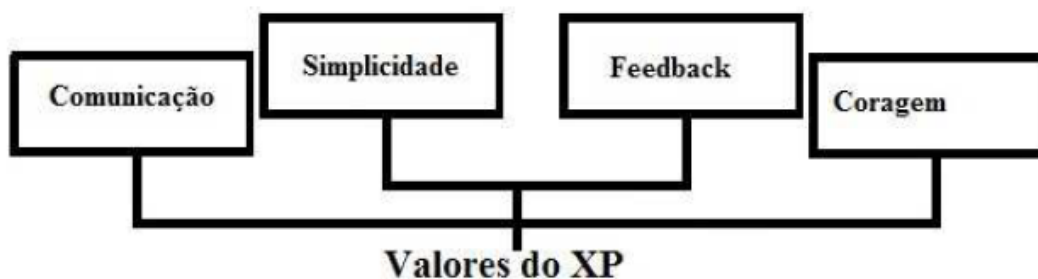 Comunicação
Simplicidade
Feedback
Coragem
Valores do XP